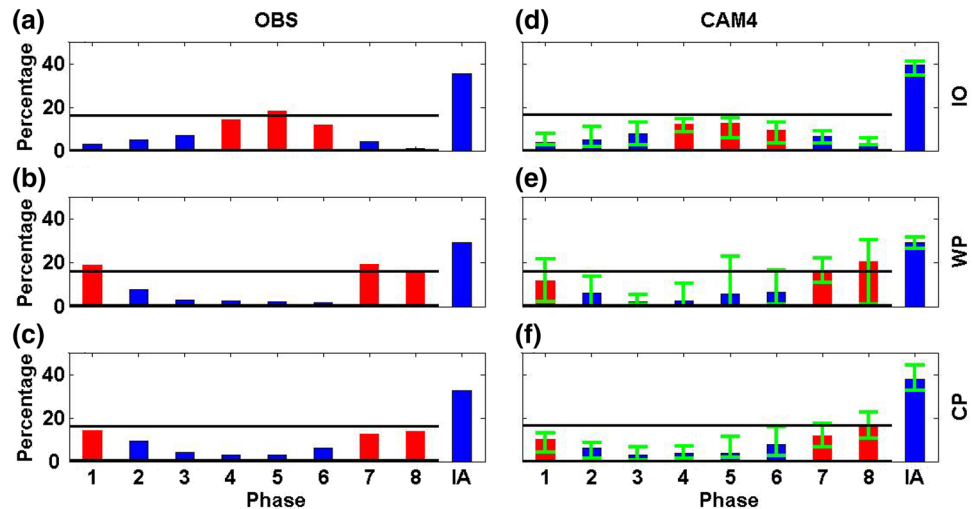 (a) OBS (d) CAM4
Percentage 40 20 0 IO
(b) (e)
Percentage 40 20 0 WP
(c) (f)
Percentage 40 20 0 CP
1 2 3 4 5 6 7 8 IA 1 2 3 4 5 6 7 8 IA
Phase Phase